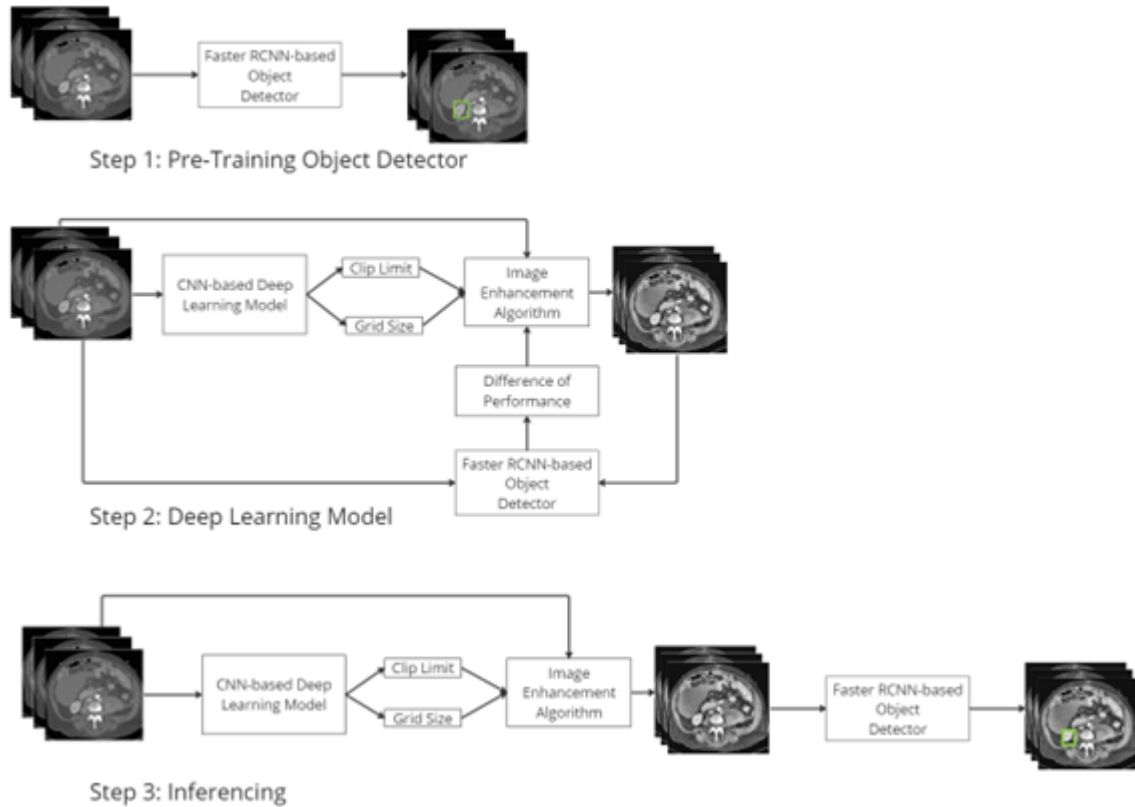 Faster RCNN-based
Object
Detector
Step 1: Pre-Training Object Detector
CNN-based Deep
Learning Model
Clip Limit
Grid Size
Image
Enhancement
Algorithm
Difference of
Performance
Faster RCNN-based
Object
Detector
Step 2: Deep Learning Model
CNN-based Deep
Learning Model
Clip Limit
Grid Size
Image
Enhancement
Algorithm
Faster RCNN-based
Object
Detector
Step 3: Inferencing